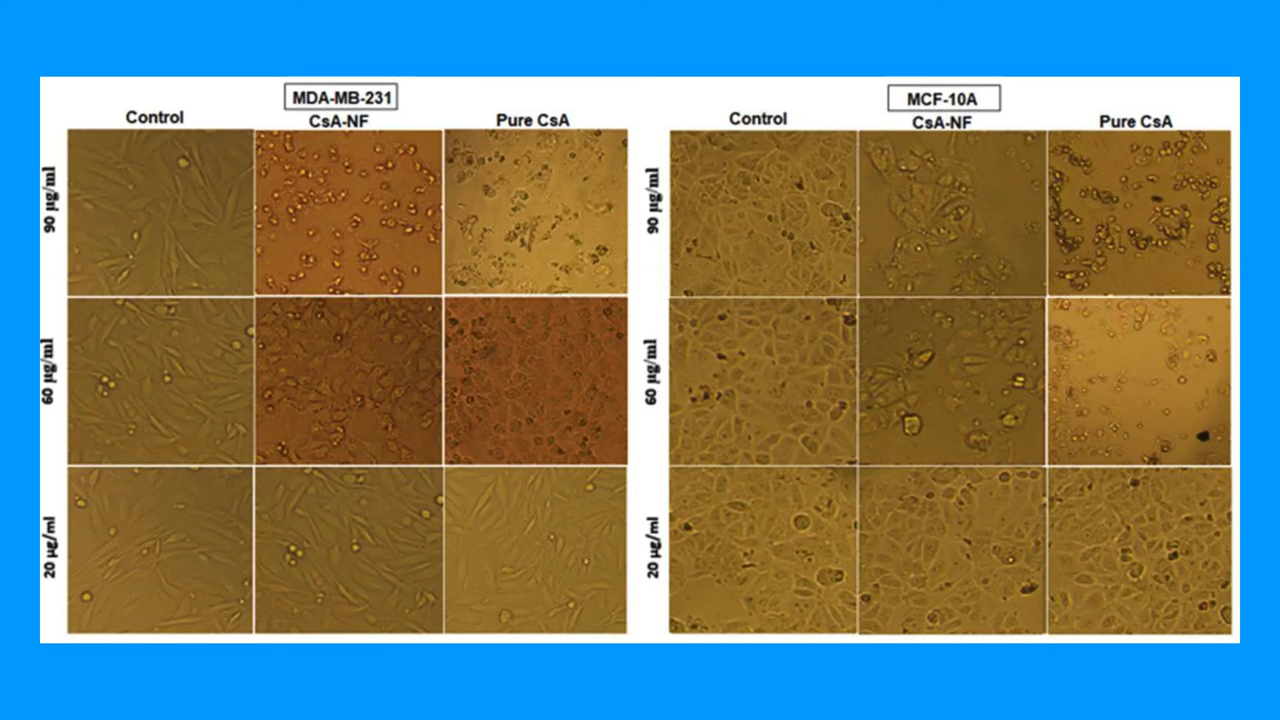 MDA-MB-231
Control CsA-NF Pure CsA
90 µg/ml
60 µg/ml
20 µg/ml
MCF-10A
Control CsA-NF Pure CsA
90 µg/ml
60 µg/ml
20 µg/ml